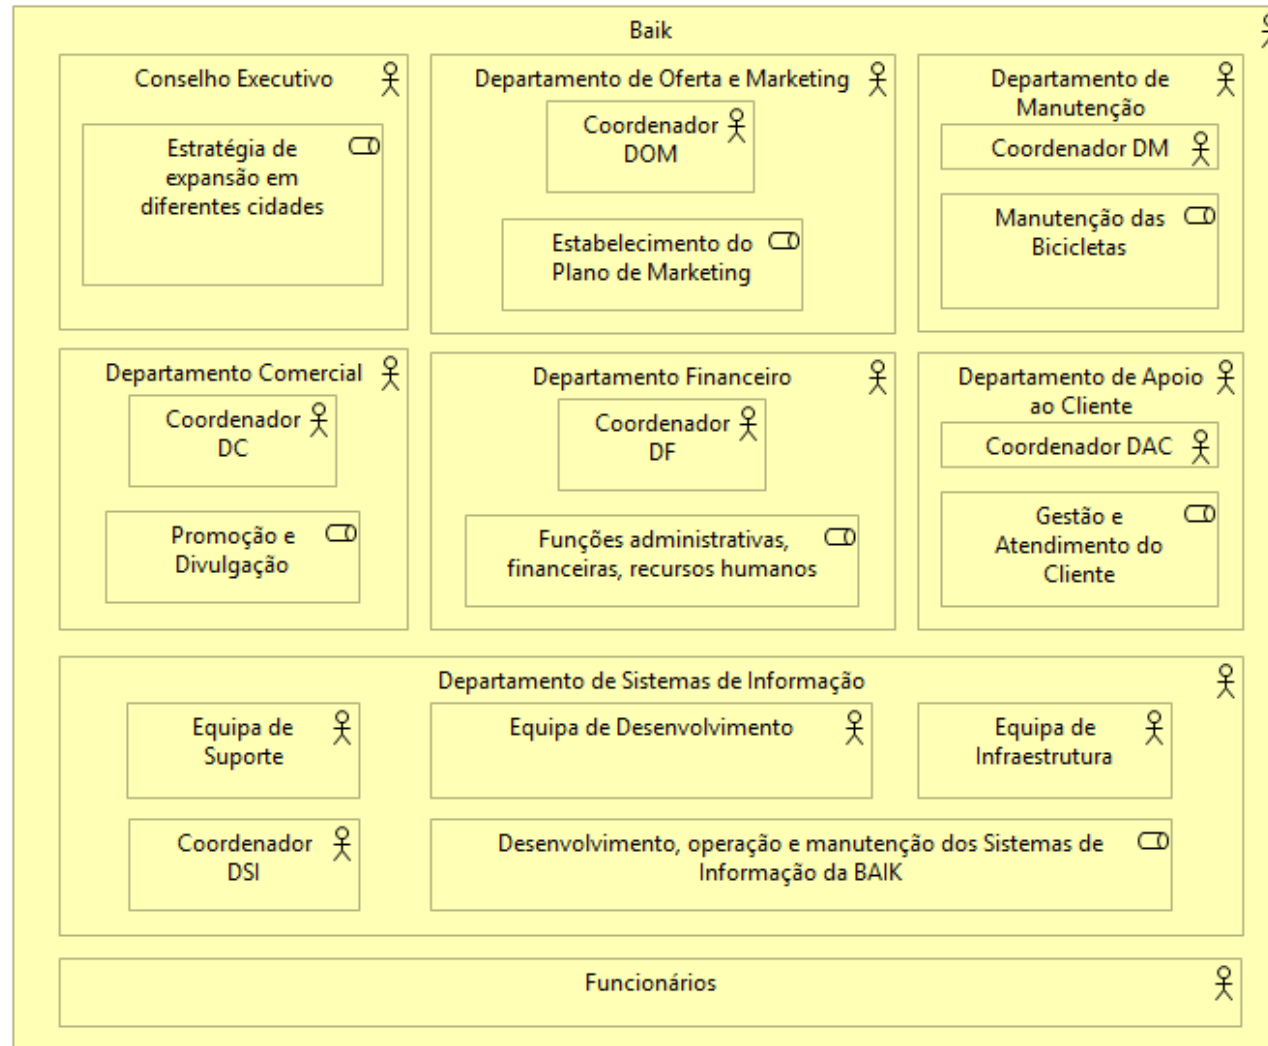 Baik
Conselho Executivo
Estratégia de
expansão em
diferentes cidades
Departamento de Oferta e Marketing
Coordenador
DOM
Estabelecimento do
Plano de Marketing
Departamento de
Manutenção
Coordenador DM
Manutenção das
Bicicletas
Departamento Comercial
Coordenador
DC
Promoção e
Divulgação
Departamento Financeiro
Coordenador
DF
Funções administrativas,
financeiras, recursos humanos
Departamento de Apoio
ao Cliente
Coordenador DAC
Gestão e
Atendimento do
Cliente
Departamento de Sistemas de Informação
Equipa de
Suporte
Equipa de Desenvolvimento
Equipa de
Infraestrutura
Coordenador
DSI
Desenvolvimento, operação e manutenção dos Sistemas de
Informação da BAIK
Funcionários